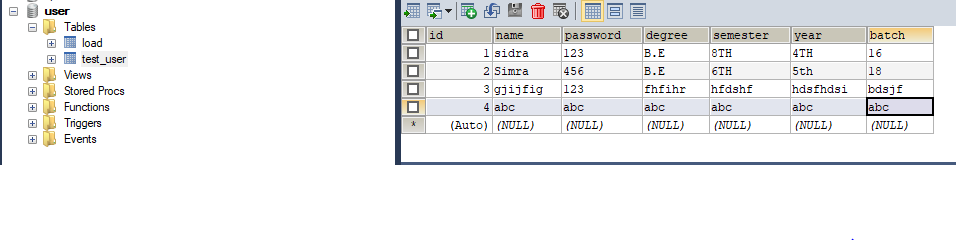 user
Tables
load
test_user
Views
Stored Procs
Functions
Triggers
Events
id name password degree semester year batch
1 sidra 123 B.E 8TH 4TH 16
2 Simra 456 B.E 6TH 5th 18
3 gjijfig 123 fhfihr hfdshf hdsfhdsi bdsjf
4 abc abc abc abc abc abc
* (Auto) (NULL) (NULL) (NULL) (NULL) (NULL) (NULL)